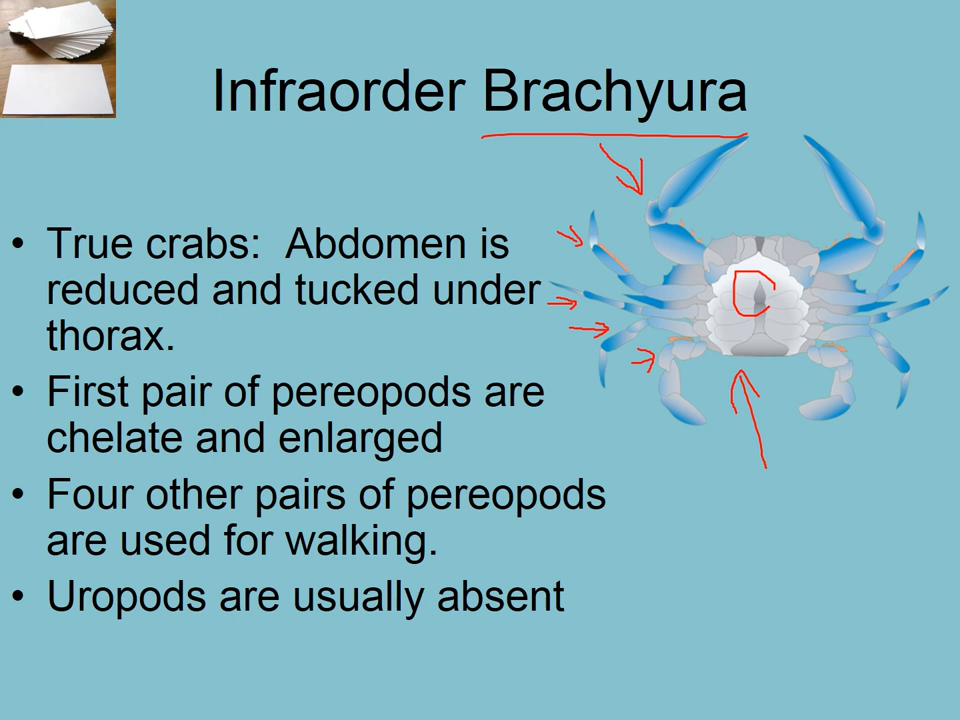 Infraorder Brachyura
• True crabs:  Abdomen is
reduced and tucked under
thorax.
• First pair of pereopods are
chelate and enlarged
• Four other pairs of pereopods
are used for walking.
• Uropods are usually absent